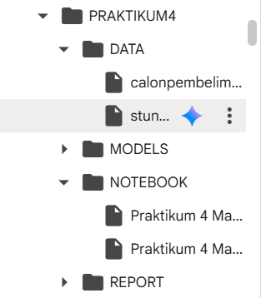 PRAKTIKUM4
DATA
calonpembelim...
stun...
MODELS
NOTEBOOK
Praktikum 4 Ma...
Praktikum 4 Ma...
REPORT